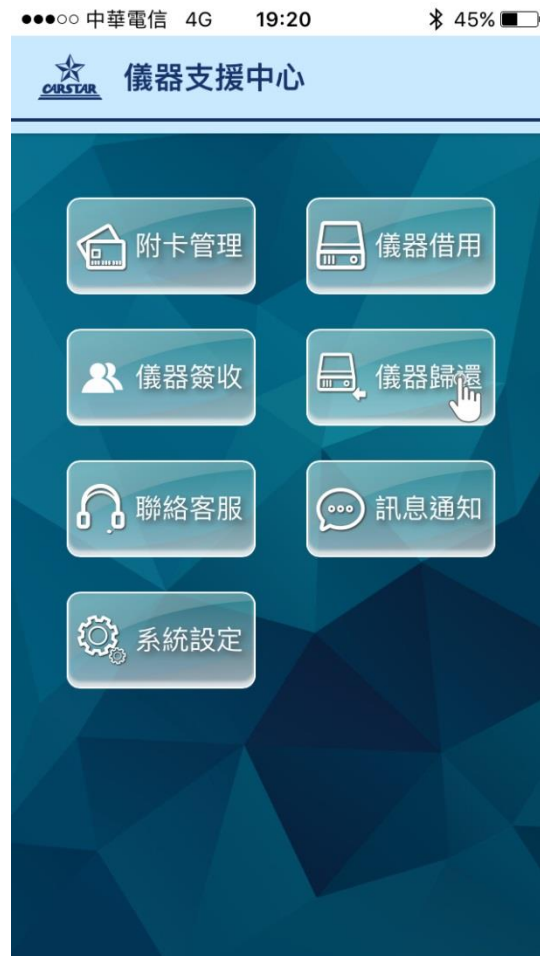 中華電信 4G 19:20 45%
CARSTAR 儀器支援中心
附卡管理 儀器借用
儀器簽收 儀器歸還
聯絡客服 訊息通知
系統設定